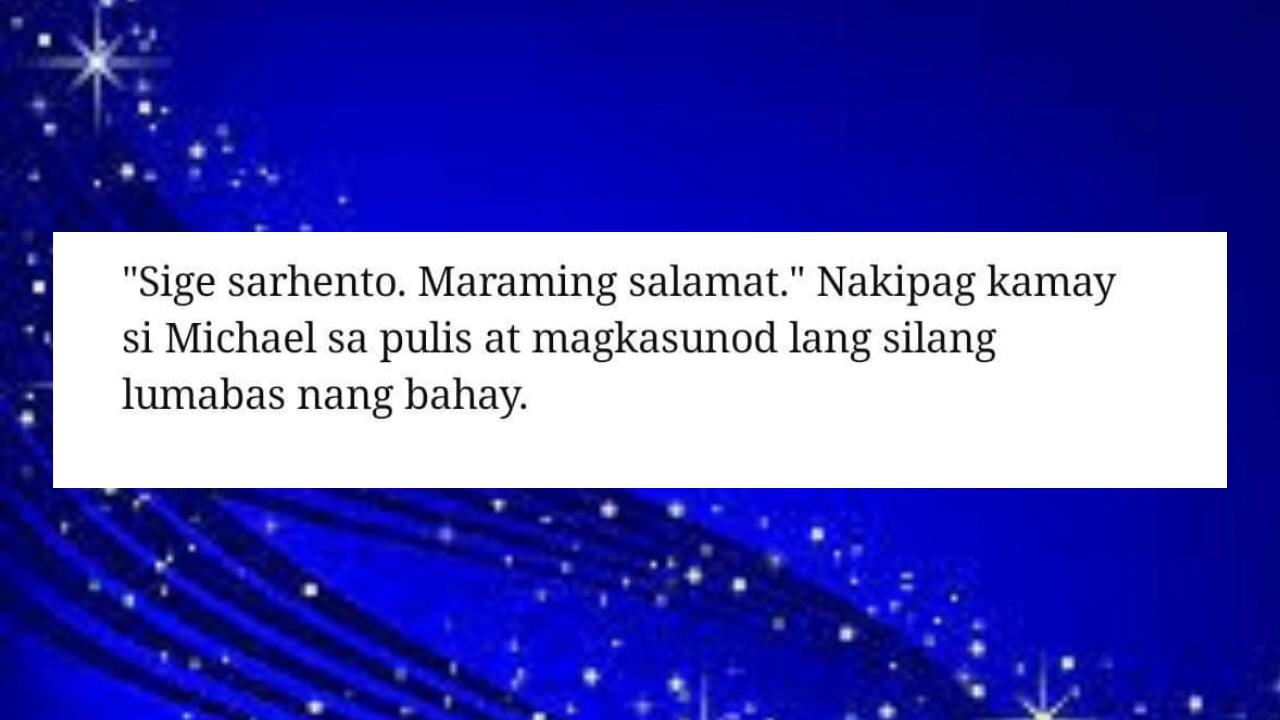 "Sige sarhento. Maraming salamat." Nakipag kamay
si Michael sa pulis at magkasunod lang silang
lumabas nang bahay.